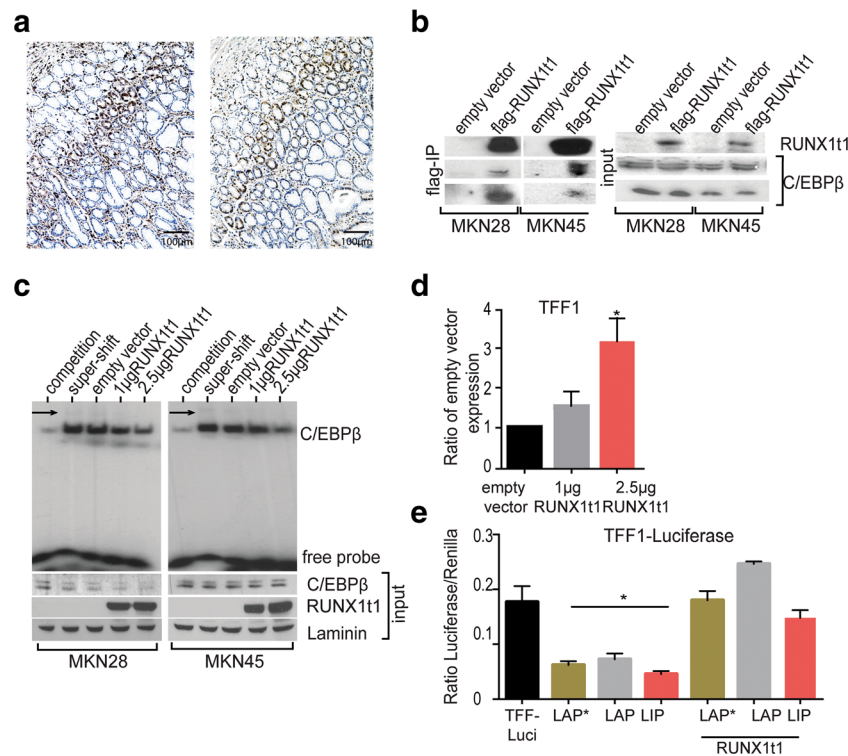 a
100µm
100µm
b
empty vector
flag-RUNX1t1
empty vector
flag-RUNX1t1
empty vector
flag-RUNX1t1
empty vector
flag-RUNX1t1
flag-IP
input
RUNX1t1
C/EBPβ
MKN28
MKN45
MKN28
MKN45
c
competition
super-shift
empty vector
1µgRUNX1t1
2.5µgRUNX1t1
competition
super-shift
empty vector
1µgRUNX1t1
2.5µgRUNX1t1
C/EBPβ
free probe
C/EBPβ
RUNX1t1
Laminin
input
MKN28
MKN45
d
TFF1
Ratio of empty vector
expression
4
3
2
1
0
*
empty
vector
1µg
RUNX1t1
2.5µg
RUNX1t1
e
TFF1-Luciferase
Ratio Luciferase/Renilla
0.3
0.2
0.1
0
*
TFF-
Luci
LAP*
LAP
LIP
LAP*
LAP
LIP
RUNX1t1